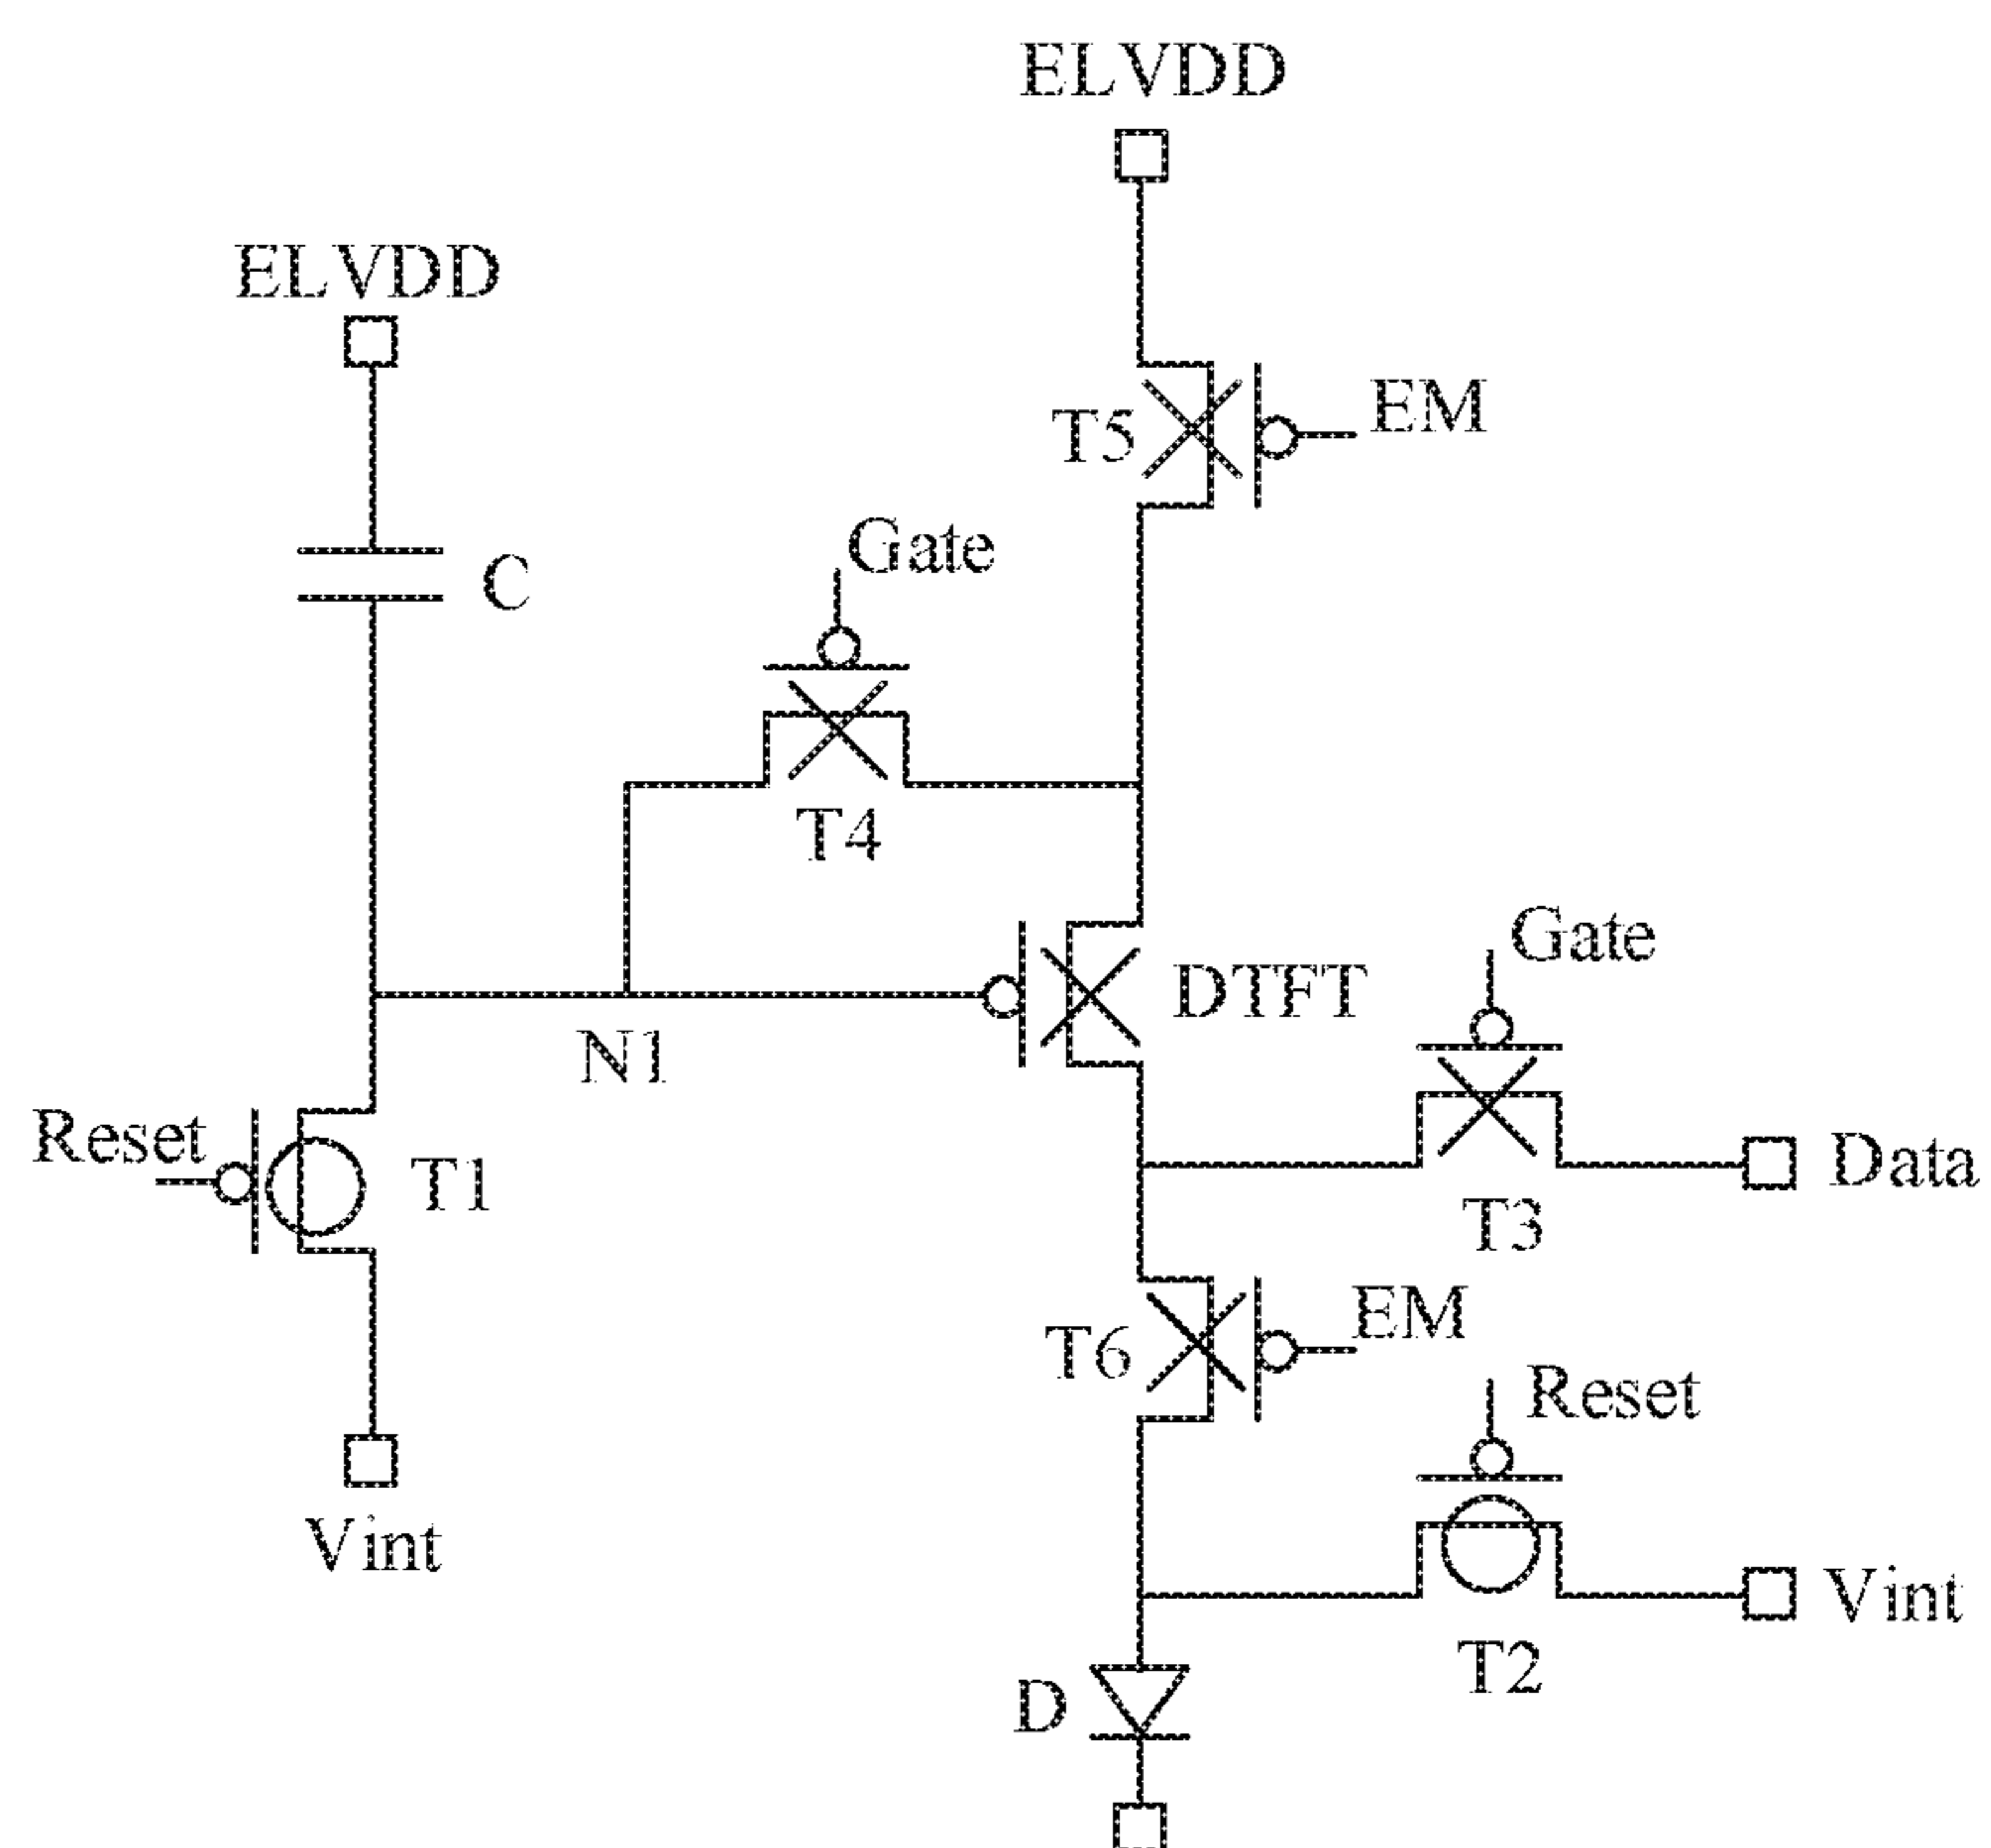 ELVDD
ELVDD
T5
EM
Gate
C
T4
Gate
DTFT
N1
Reset
T1
Data
T3
EM
T6
Reset
Vint
Vint
T2
D